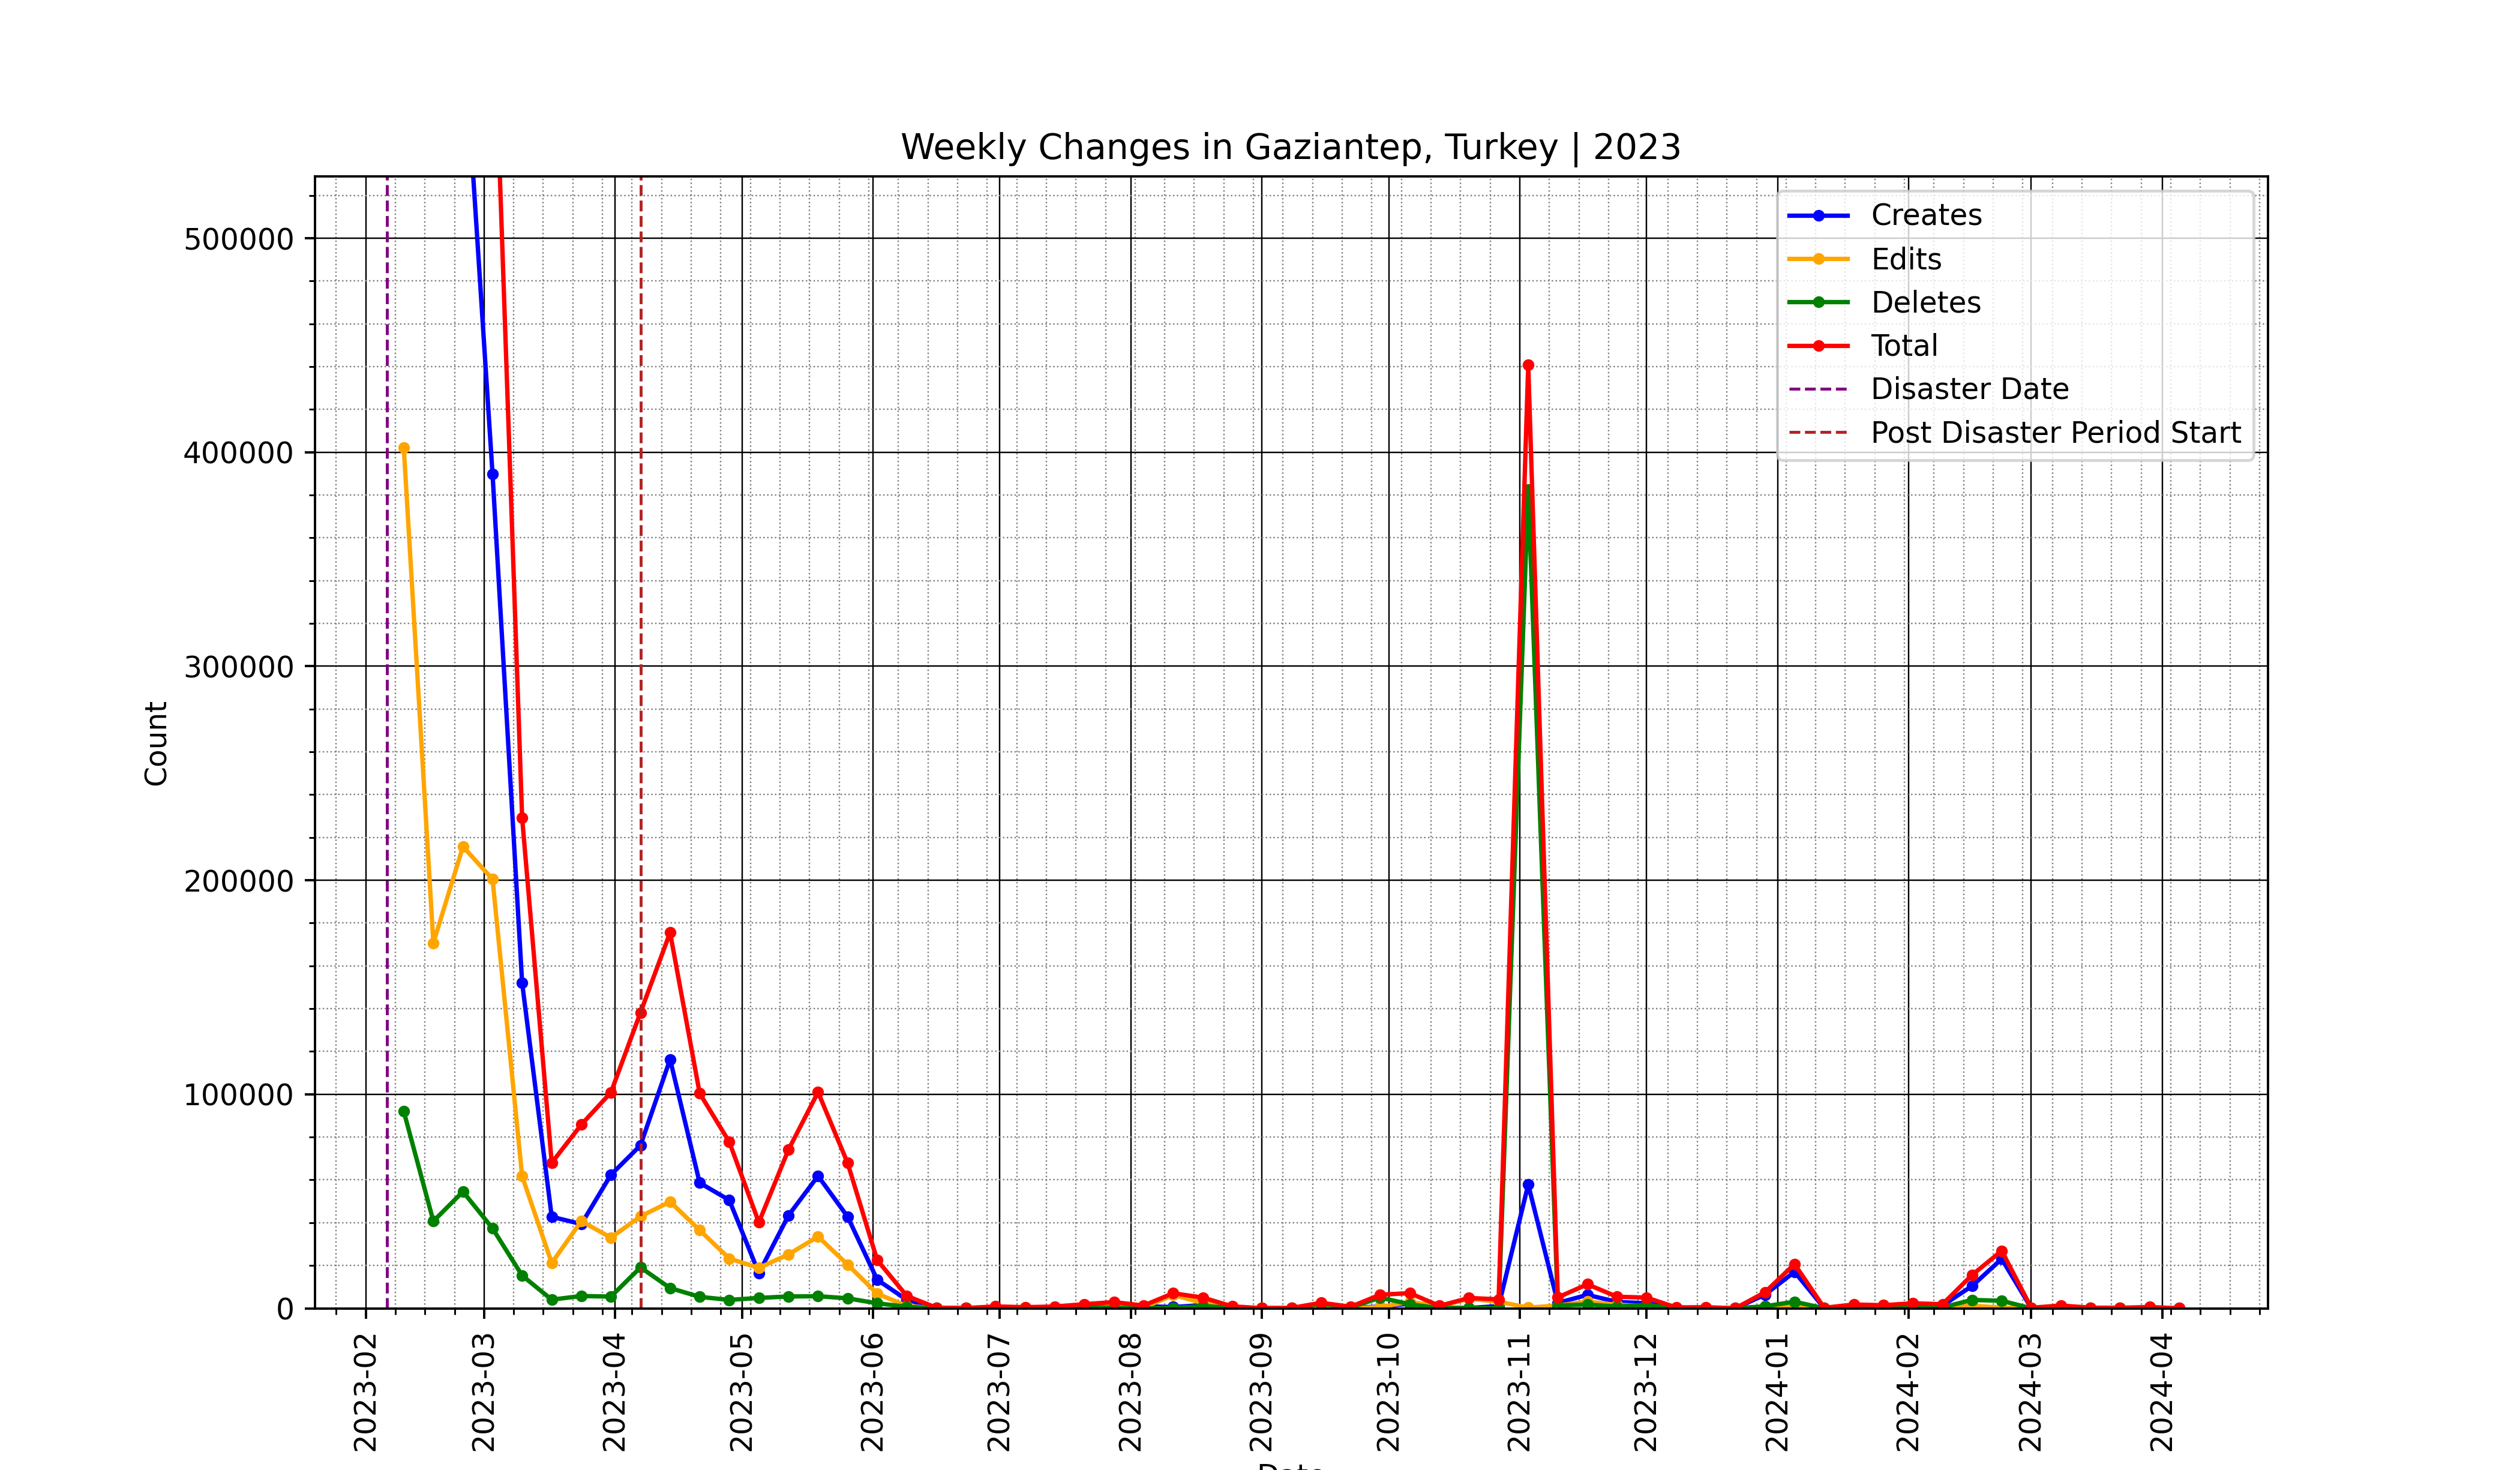 Weekly Changes in Gaziantep, Turkey | 2023
Creates
Edits
Deletes
Total
Disaster Date
Post Disaster Period Start
500000
400000
300000
200000
100000
0
Count
2023-02
2023-03
2023-04
2023-05
2023-06
2023-07
2023-08
2023-09
2023-10
2023-11
2023-12
2024-01
2024-02
2024-03
2024-04
Date